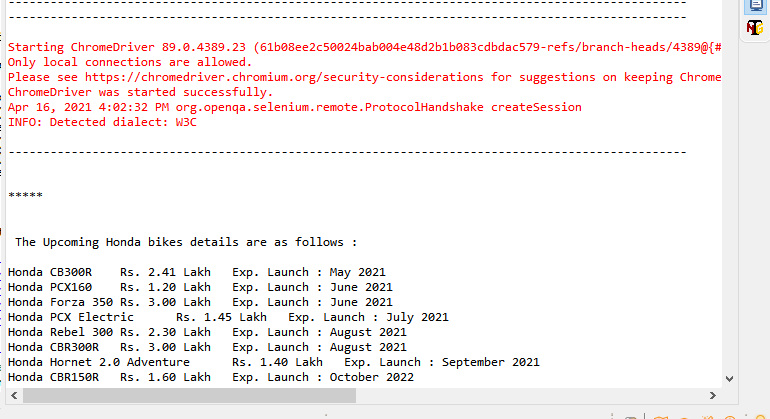 --------------------------------------------------------------------------------------------------
--------------------------------------------------------------------------------------------------
Starting ChromeDriver 89.0.4389.23 (61b08ee2c50024bab004e48d2b1b083cdbdac579-refs/branch-heads/4389@{#
Only local connections are allowed.
Please see https://chromedriver.chromium.org/security-considerations for suggestions on keeping Chrome
ChromeDriver was started successfully.
Apr 16, 2021 4:02:32 PM org.openqa.selenium.remote.ProtocolHandshake createSession
INFO: Detected dialect: W3C
--------------------------------------------------------------------------------------------------
*****
The Upcoming Honda bikes details are as follows :
Honda CB300R    Rs. 2.41 Lakh   Exp. Launch : May 2021
Honda PCX160    Rs. 1.20 Lakh   Exp. Launch : June 2021
Honda Forza 350 Rs. 3.00 Lakh   Exp. Launch : June 2021
Honda PCX Electric      Rs. 1.45 Lakh   Exp. Launch : July 2021
Honda Rebel 300 Rs. 2.30 Lakh   Exp. Launch : August 2021
Honda CBR300R   Rs. 3.00 Lakh   Exp. Launch : August 2021
Honda Hornet 2.0 Adventure      Rs. 1.40 Lakh   Exp. Launch : September 2021
Honda CBR150R   Rs. 1.60 Lakh   Exp. Launch : October 2022